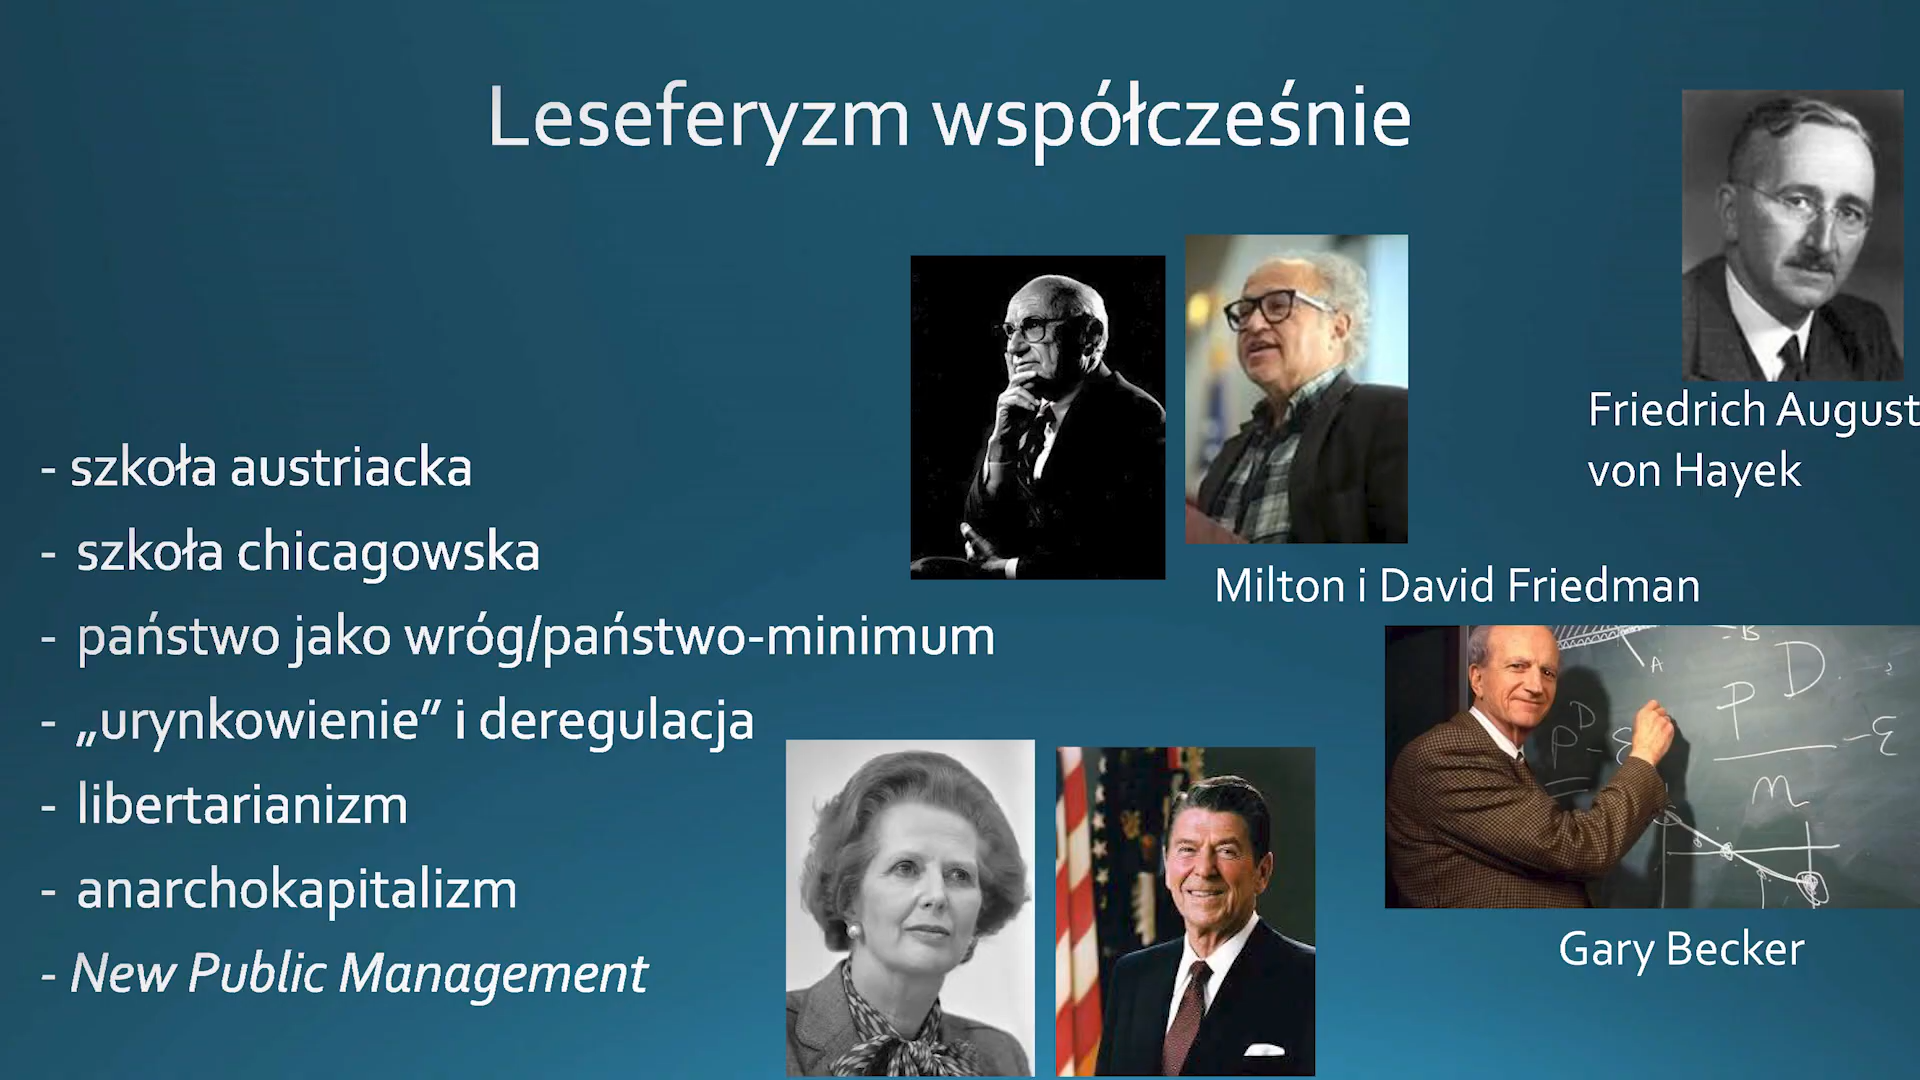 Leseferyzm współcześnie
Friedrich August
von Hayek
- szkoła austriacka
- szkoła chicagowska
Milton i David Friedman
- państwo jako wróg/państwo-minimum
- „urynkowienie” i deregulacja
- libertarianizm
- anarchokapitalizm
Gary Becker
- New Public Management